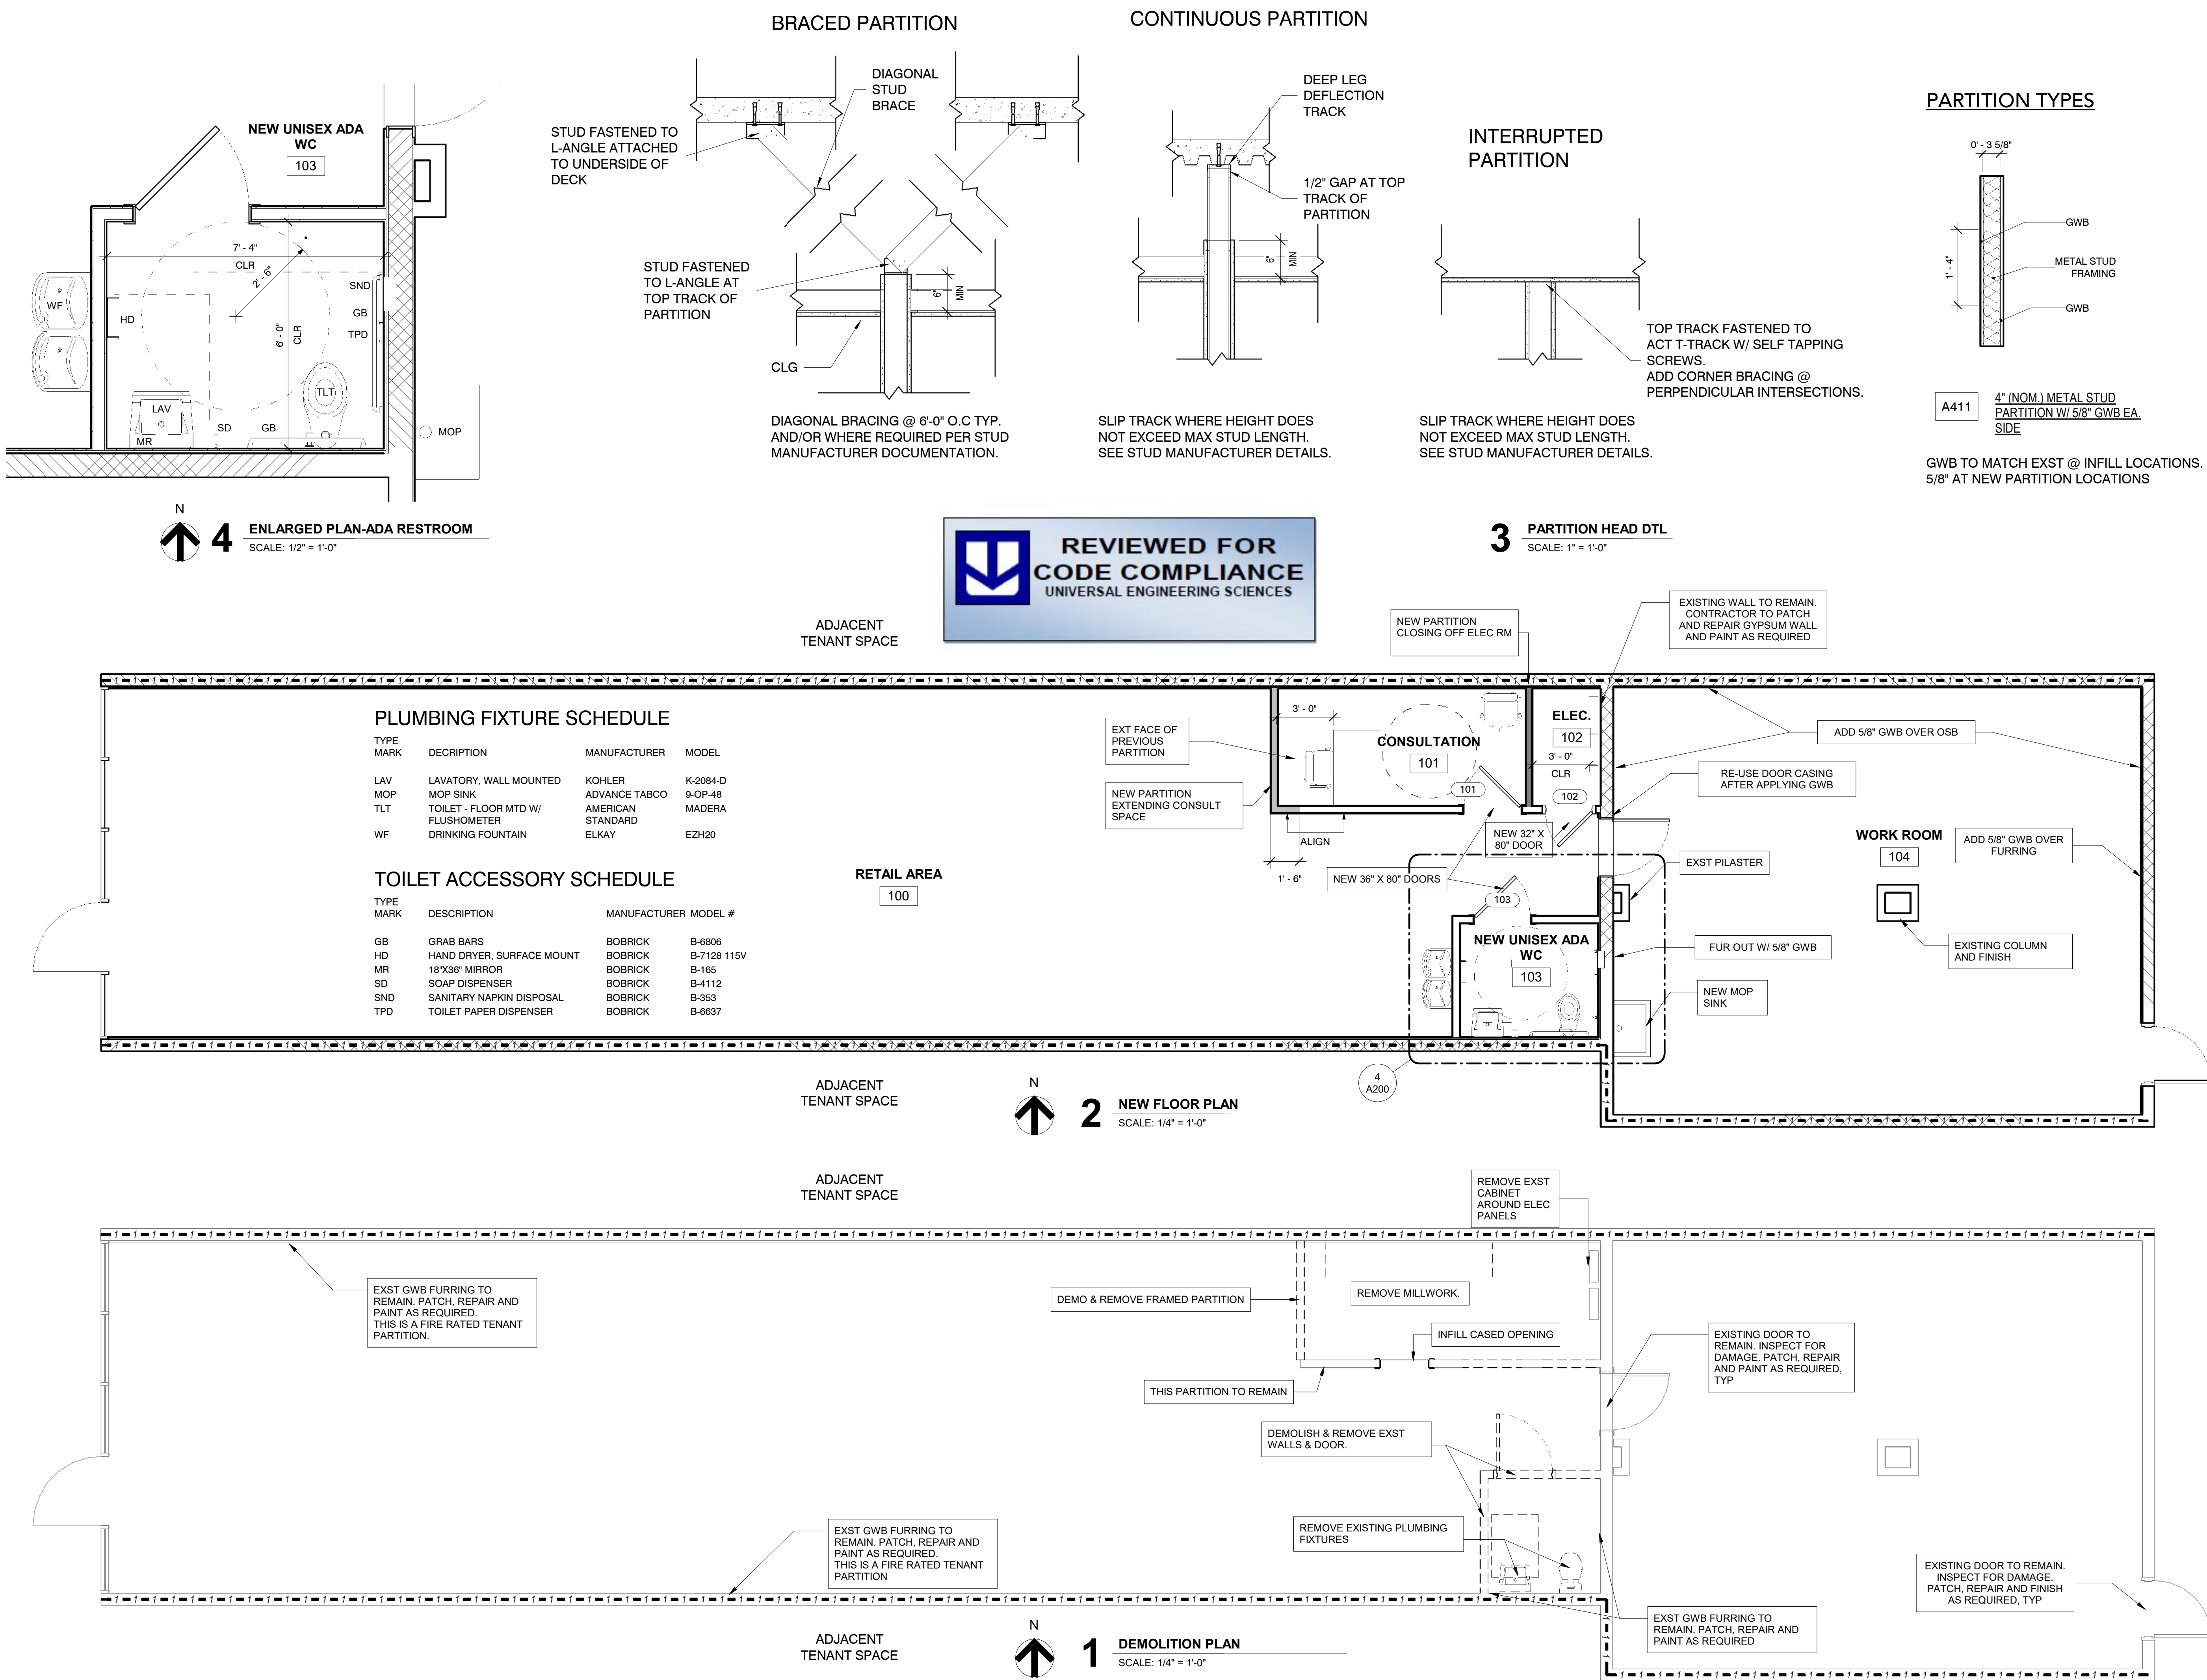 BRACED PARTITION
CONTINUOUS PARTITION
INTERRUPTED
PARTITION
PARTITION TYPES
NEW UNISEX ADA
WC
103
7' - 4"
CLR
2' - 6"
6' - 0"
CLR
WF
HD
SND
GB
TPD
TLT
LAV
MR
SD
GB
MOP
N
4
ENLARGED PLAN-ADA RESTROOM
SCALE: 1/2" = 1'-0"
DIAGONAL
STUD
BRACE
STUD FASTENED TO
L-ANGLE ATTACHED
TO UNDERSIDE OF
DECK
STUD FASTENED
TO L-ANGLE AT
TOP TRACK OF
PARTITION
6"
MIN
CLG
DIAGONAL BRACING @ 6'-0" O.C TYP.
AND/OR WHERE REQUIRED PER STUD
MANUFACTURER DOCUMENTATION.
DEEP LEG
DEFLECTION
TRACK
1/2" GAP AT TOP
TRACK OF
PARTITION
6"
MIN
SLIP TRACK WHERE HEIGHT DOES
NOT EXCEED MAX STUD LENGTH.
SEE STUD MANUFACTURER DETAILS.
TOP TRACK FASTENED TO
ACT T-TRACK W/ SELF TAPPING
SCREWS.
ADD CORNER BRACING @
PERPENDICULAR INTERSECTIONS.
SLIP TRACK WHERE HEIGHT DOES
NOT EXCEED MAX STUD LENGTH.
SEE STUD MANUFACTURER DETAILS.
0' - 3 5/8"
1' - 4"
GWB
METAL STUD
FRAMING
GWB
A411
4" (NOM.) METAL STUD
PARTITION W/ 5/8" GWB EA.
SIDE
GWB TO MATCH EXST @ INFILL LOCATIONS.
5/8" AT NEW PARTITION LOCATIONS
3
PARTITION HEAD DTL
SCALE: 1" = 1'-0"
REVIEWED FOR
CODE COMPLIANCE
UNIVERSAL ENGINEERING SCIENCES
ADJACENT
TENANT SPACE
NEW PARTITION
CLOSING OFF ELEC RM
EXISTING WALL TO REMAIN.
CONTRACTOR TO PATCH
AND REPAIR GYPSUM WALL
AND PAINT AS REQUIRED
PLUMBING FIXTURE SCHEDULE
TYPE
MARK DECRIPTION MANUFACTURER MODEL
LAV LAVATORY, WALL MOUNTED KOHLER K-2084-D
MOP MOP SINK ADVANCE TABCO 9-OP-48
TLT TOILET - FLOOR MTD W/ AMERICAN MADERA
FLUSHOMETER STANDARD
WF DRINKING FOUNTAIN ELKAY EZH20
TOILET ACCESSORY SCHEDULE
TYPE
MARK DESCRIPTION MANUFACTURER MODEL #
GB GRAB BARS BOBRICK B-6806
HD HAND DRYER, SURFACE MOUNT BOBRICK B-7128 115V
MR 18"X36" MIRROR BOBRICK B-165
SD SOAP DISPENSER BOBRICK B-4112
SND SANITARY NAPKIN DISPOSAL BOBRICK B-353
TPD TOILET PAPER DISPENSER BOBRICK B-6637
RETAIL AREA
100
EXT FACE OF
PREVIOUS
PARTITION
NEW PARTITION
EXTENDING CONSULT
SPACE
3' - 0"
CONSULTATION
101
101
ELEC.
102
3' - 0"
CLR
102
ALIGN
1' - 6"
NEW 32" X
80" DOOR
NEW 36" X 80" DOORS
103
NEW UNISEX ADA
WC
103
ADD 5/8" GWB OVER OSB
RE-USE DOOR CASING
AFTER APPLYING GWB
WORK ROOM
104
ADD 5/8" GWB OVER
FURRING
EXST PILASTER
EXISTING COLUMN
AND FINISH
FUR OUT W/ 5/8" GWB
NEW MOP
SINK
4
A200
ADJACENT
TENANT SPACE
N
2
NEW FLOOR PLAN
SCALE: 1/4" = 1'-0"
ADJACENT
TENANT SPACE
REMOVE EXST
CABINET
AROUND ELEC
PANELS
EXST GWB FURRING TO
REMAIN. PATCH, REPAIR AND
PAINT AS REQUIRED.
THIS IS A FIRE RATED TENANT
PARTITION.
DEMO & REMOVE FRAMED PARTITION
REMOVE MILLWORK.
INFILL CASED OPENING
THIS PARTITION TO REMAIN
EXISTING DOOR TO
REMAIN. INSPECT FOR
DAMAGE. PATCH, REPAIR
AND PAINT AS REQUIRED,
TYP
DEMOLISH & REMOVE EXST
WALLS & DOOR.
REMOVE EXISTING PLUMBING
FIXTURES
EXST GWB FURRING TO
REMAIN. PATCH, REPAIR AND
PAINT AS REQUIRED.
THIS IS A FIRE RATED TENANT
PARTITION
EXISTING DOOR TO REMAIN.
INSPECT FOR DAMAGE.
PATCH, REPAIR AND FINISH
AS REQUIRED, TYP
EXST GWB FURRING TO
REMAIN. PATCH, REPAIR AND
PAINT AS REQUIRED
ADJACENT
TENANT SPACE
N
1
DEMOLITION PLAN
SCALE: 1/4" = 1'-0"